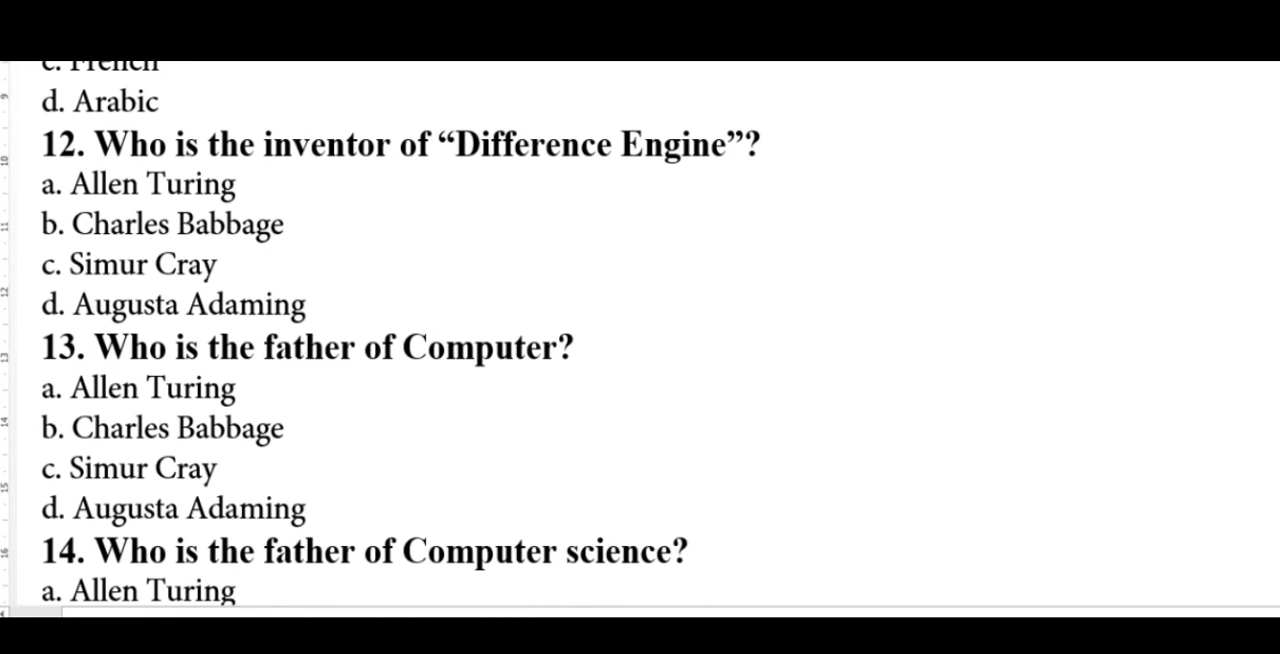 c. French
d. Arabic
12. Who is the inventor of “Difference Engine”?
a. Allen Turing
b. Charles Babbage
c. Simur Cray
d. Augusta Adaming
13. Who is the father of Computer?
a. Allen Turing
b. Charles Babbage
c. Simur Cray
d. Augusta Adaming
14. Who is the father of Computer science?
a. Allen Turing